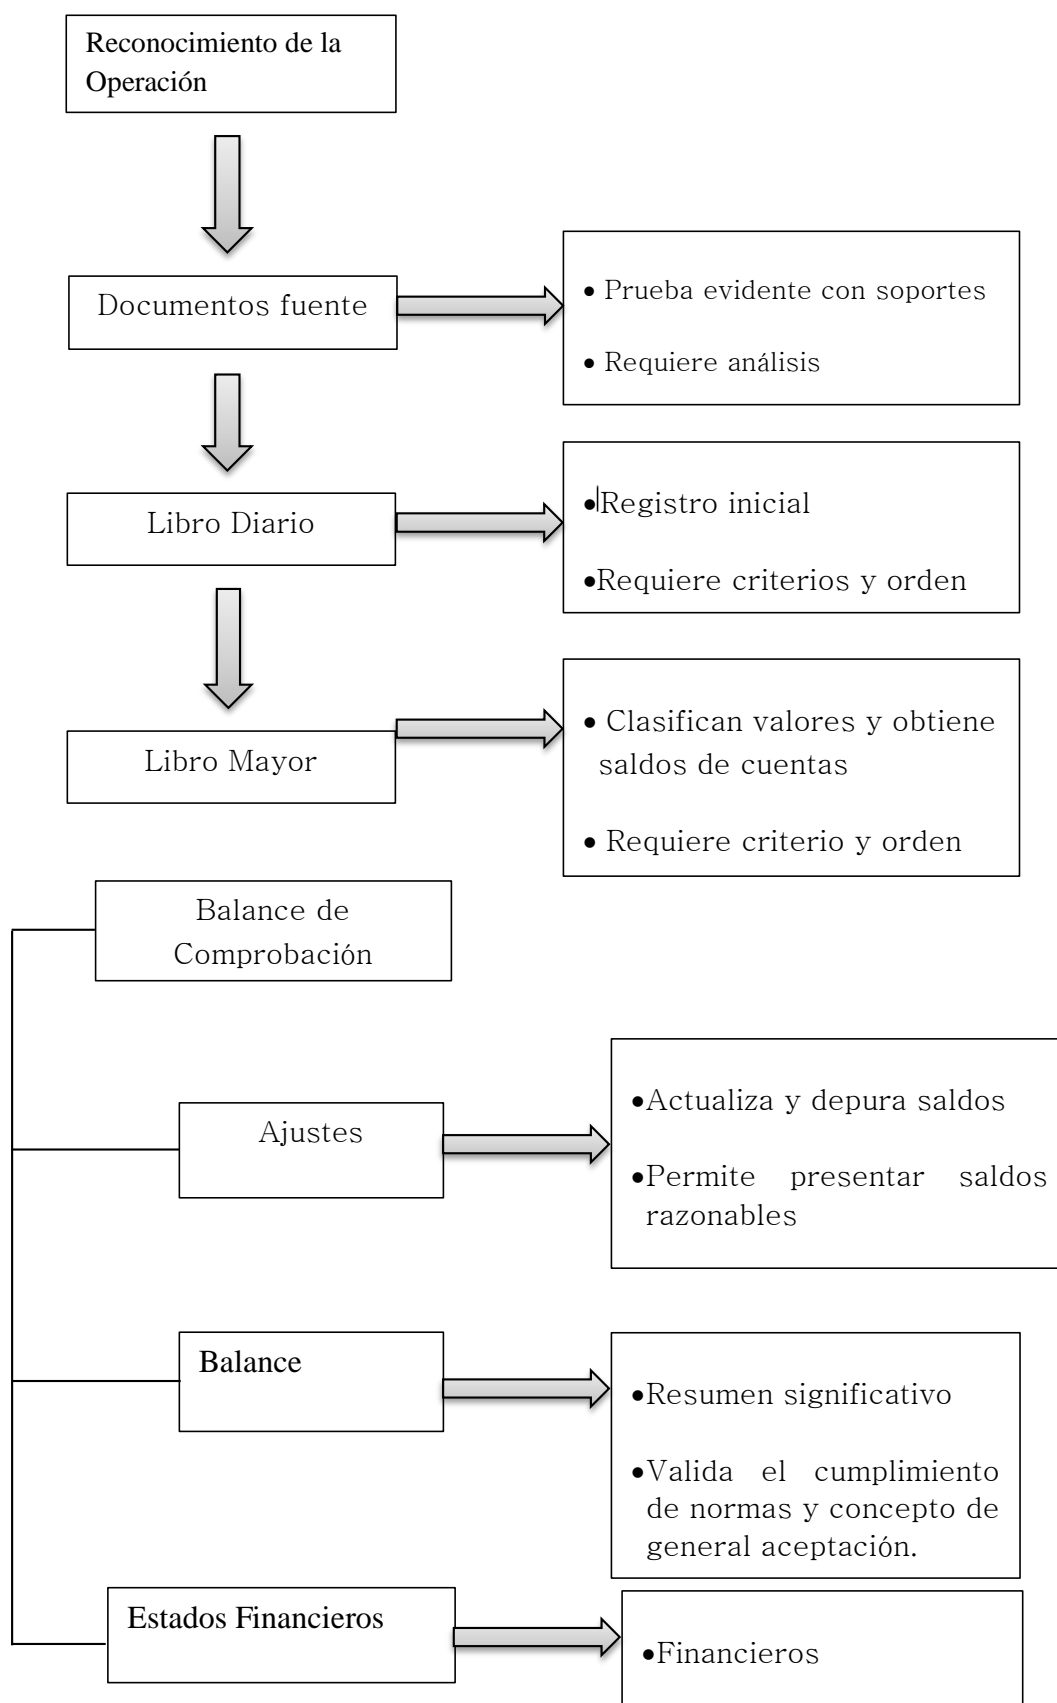 Reconocimiento de la
Operación
Documentos fuente
• Prueba evidente con soportes
• Requiere análisis
Libro Diario
•Registro inicial
•Requiere criterios y orden
Libro Mayor
• Clasifican valores y obtiene
saldos de cuentas
• Requiere criterio y orden
Balance de
Comprobación
Ajustes
•Actualiza y depura saldos
•Permite presentar saldos
razonables
Balance
•Resumen significativo
•Valida el cumplimiento
de normas y concepto de
general aceptación.
Estados Financieros
•Financieros